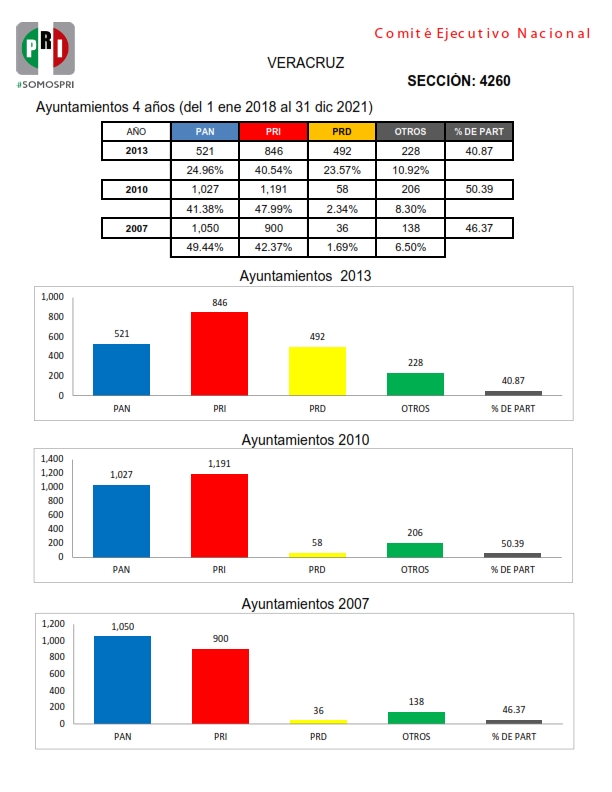 Comité Ejecutivo Nacional
PRI
#SOMOSPRI
VERACRUZ
SECCIÓN: 4260
Ayuntamientos 4 años (del 1 ene 2018 al 31 dic 2021)
AÑO PAN PRI PRD OTROS % DE PART
2013 521 846 492 228 40.87
24.96% 40.54% 23.57% 10.92%
2010 1,027 1,191 58 206 50.39
41.38% 47.99% 2.34% 8.30%
2007 1,050 900 36 138 46.37
49.44% 42.37% 1.69% 6.50%
Ayuntamientos 2013
1,000
800
600
400
200
0
521 846 492 228 40.87
PAN PRI PRD OTROS % DE PART
Ayuntamientos 2010
1,400
1,200
1,000
800
600
400
200
0
1,027 1,191 58 206 50.39
PAN PRI PRD OTROS % DE PART
Ayuntamientos 2007
1,200
1,000
800
600
400
200
0
1,050 900 36 138 46.37
PAN PRI PRD OTROS % DE PART